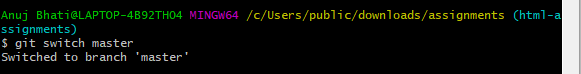 Anuj Bhati@LAPTOP-4B92TH04 MINGW64 /c/Users/public/downloads/assignments (html-a
ssignments)
$ git switch master
Switched to branch 'master'